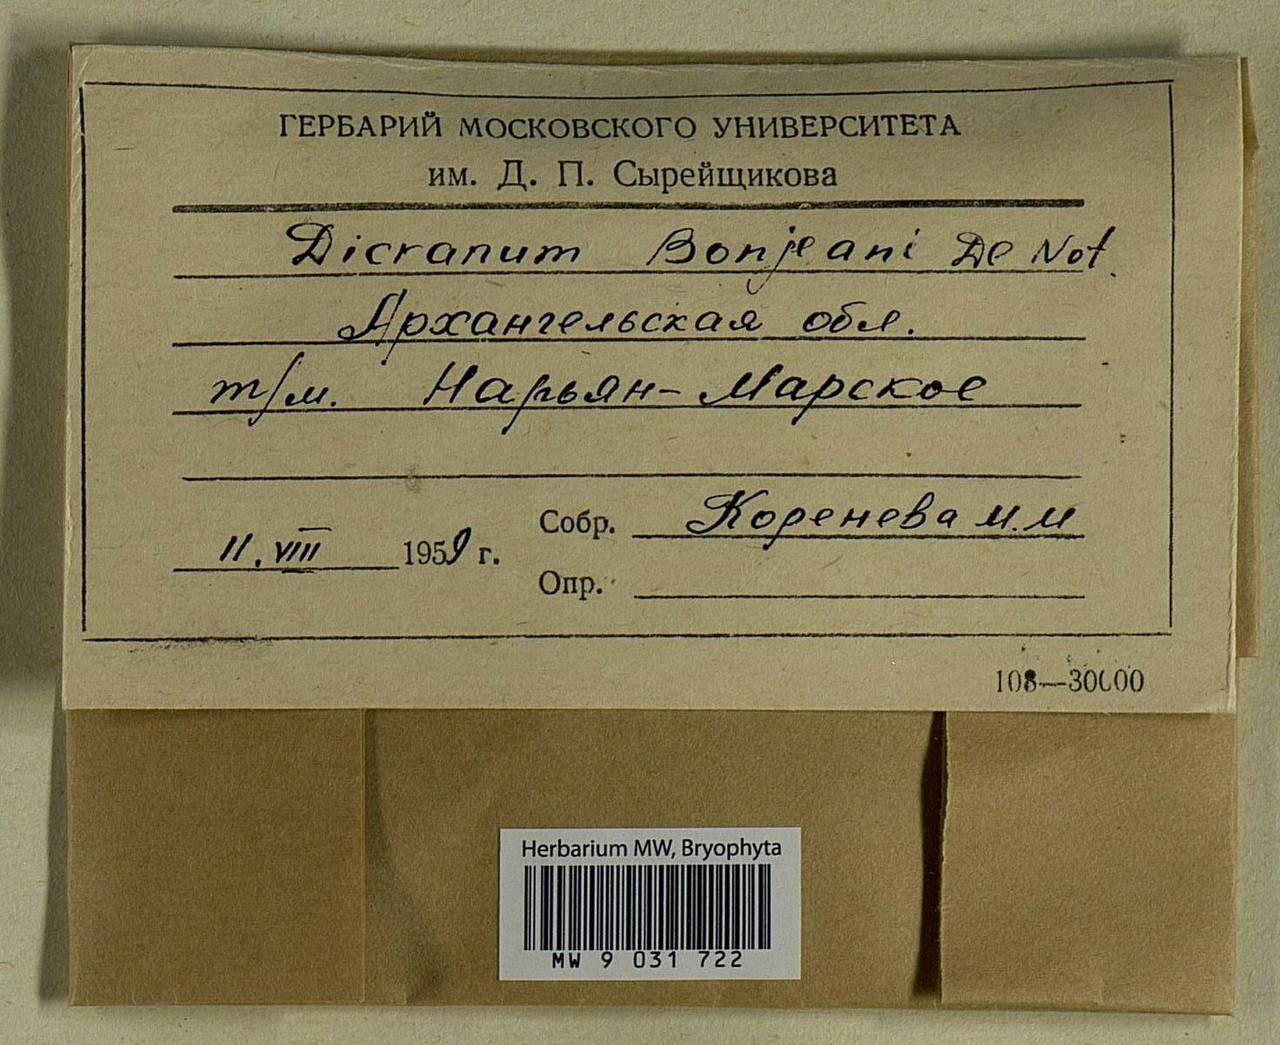 ГЕРБАРИЙ МОСКОВСКОГО УНИВЕРСИТЕТА
им. Д. П. Сырейщикова
Dicranum Bonjeani De Not.
Архангельская обл.
т/м. Нарьян-Марское
Собр. Коренева М.М
11.VIII 1959 г.
Опр.
108—30000
Herbarium MW, Bryophyta
MW 9 031 722